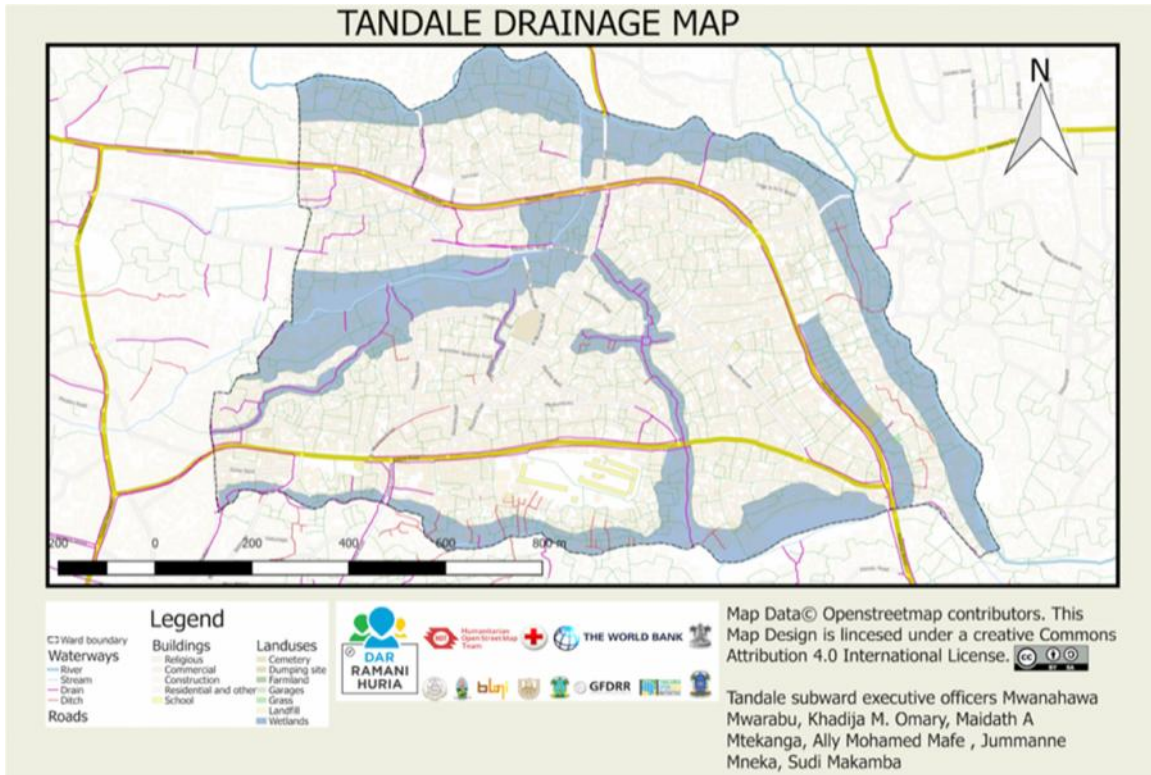 TANDALE DRAINAGE MAP
N
200 0 200 400 600 800 m
Legend
Ward boundary
Waterways
River
Stream
Drain
Ditch
Roads
Buildings
Religious
Commercial
Construction
Residential and other
School
Landuses
Cemetery
Dumping site
Farmland
Garages
Grass
Landfill
Wetlands
DAR
RAMANI
HURIA
Humanitarian
OpenStreetMap
Team
THE WORLD BANK
GFDRR
Map Data© Openstreetmap contributors. This
Map Design is lincesed under a creative Commons
Attribution 4.0 International License.
cc
BY SA
Tandale subward executive officers Mwanahawa
Mwarabu, Khadija M. Omary, Maidath A
Mtekanga, Ally Mohamed Mafe , Jummanne
Mneka, Sudi Makamba